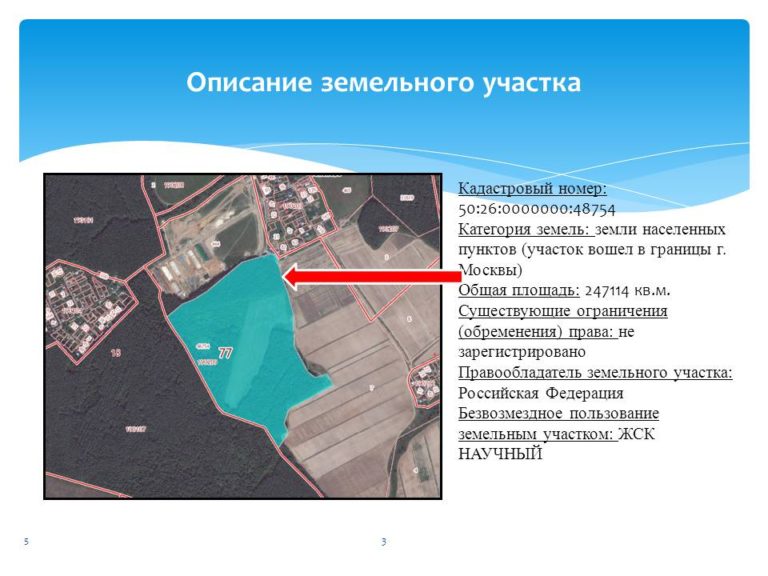 Описание земельного участка
Кадастровый номер:
50:26:0000000:48754
Категория земель: земли населенных
пунктов (участок вошел в границы г.
Москвы)
Общая площадь: 247114 кв.м.
Существующие ограничения
(обременения) права: не
зарегистрировано
Правообладатель земельного участка:
Российская Федерация
Безвозмездное пользование
земельным участком: ЖСК
НАУЧНЫЙ
77
5
3